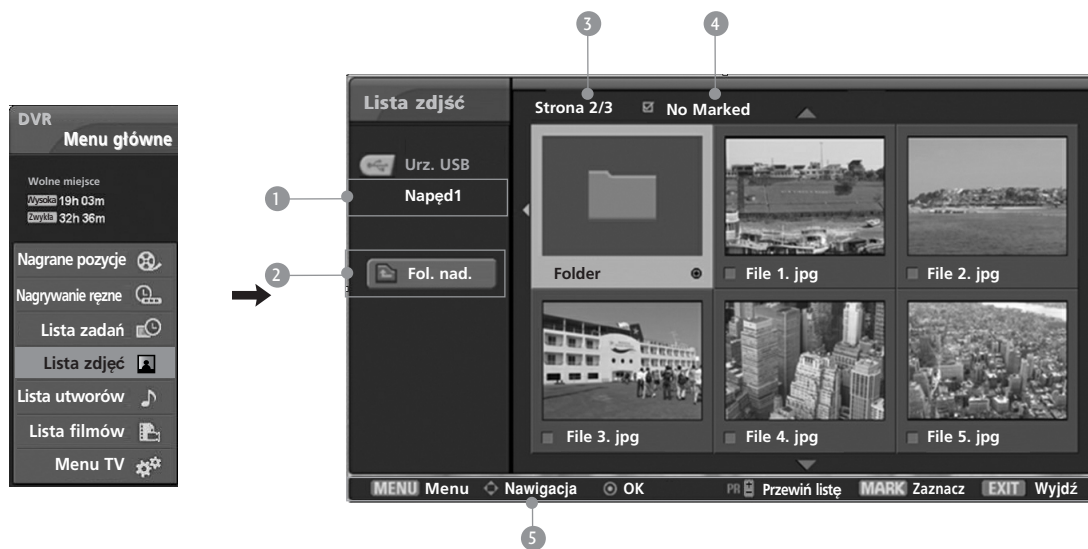 DVR
Menu główne
Wolne miejsce
Wysoka 19h 03m
Zwykła 32h 36m
Nagrane pozycje
Nagrywanie ręzne
Lista zadań
Lista zdjęć
Lista utworów
Lista filmów
Menu TV
3 4
Lista zdjść
Strona 2/3 No Marked
Urz. USB
1 Napęd1
2 Fol. nad.
Folder
File 1. jpg
File 2. jpg
File 3. jpg
File 4. jpg
File 5. jpg
MENU Menu Nawigacja OK PR Przewiń listę MARK Zaznacz EXIT Wyjdź
5